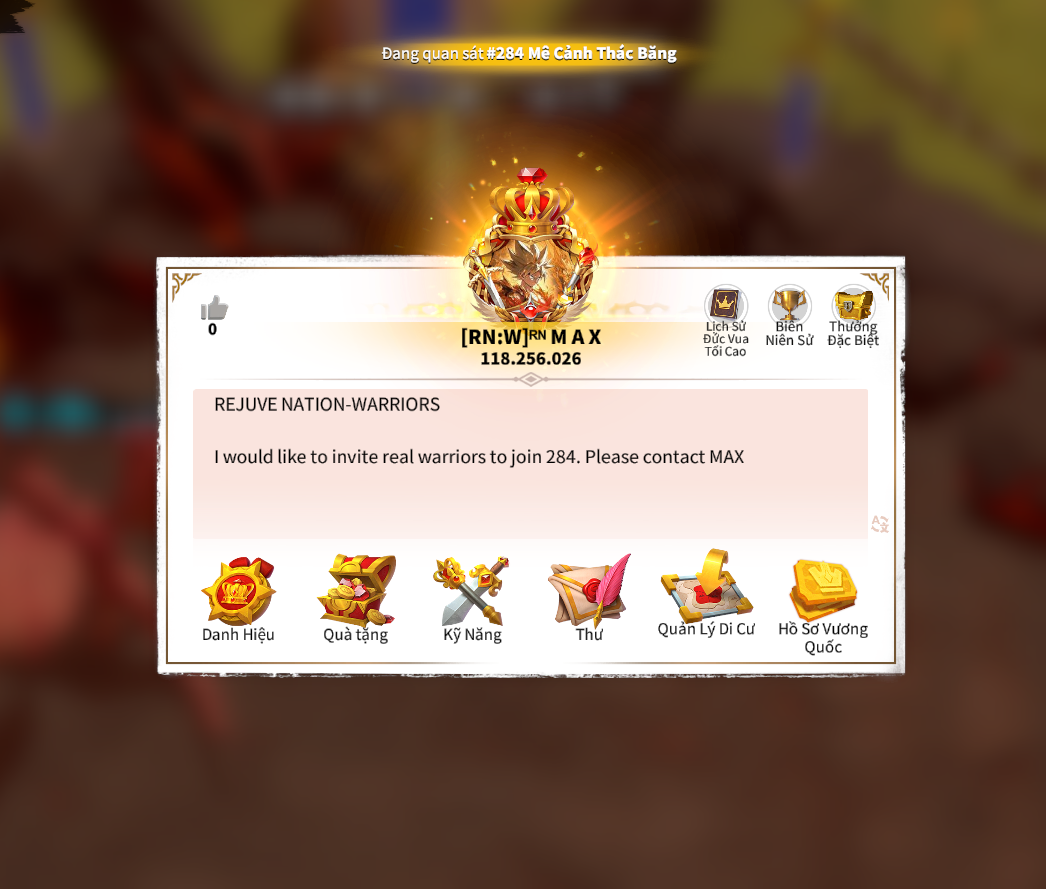 Đang quan sát #284 Mê Cảnh Thác Băng
0
[RN:W]ᴿᴺ M A X
118.256.026
Lịch Sử
Đức Vua
Tối Cao
Biên
Niên Sử
Thưởng
Đặc Biệt
REJUVE NATION-WARRIORS
I would like to invite real warriors to join 284. Please contact MAX
Danh Hiệu
Quà tặng
Kỹ Năng
Thư
Quản Lý Di Cư
Hồ Sơ Vương
Quốc